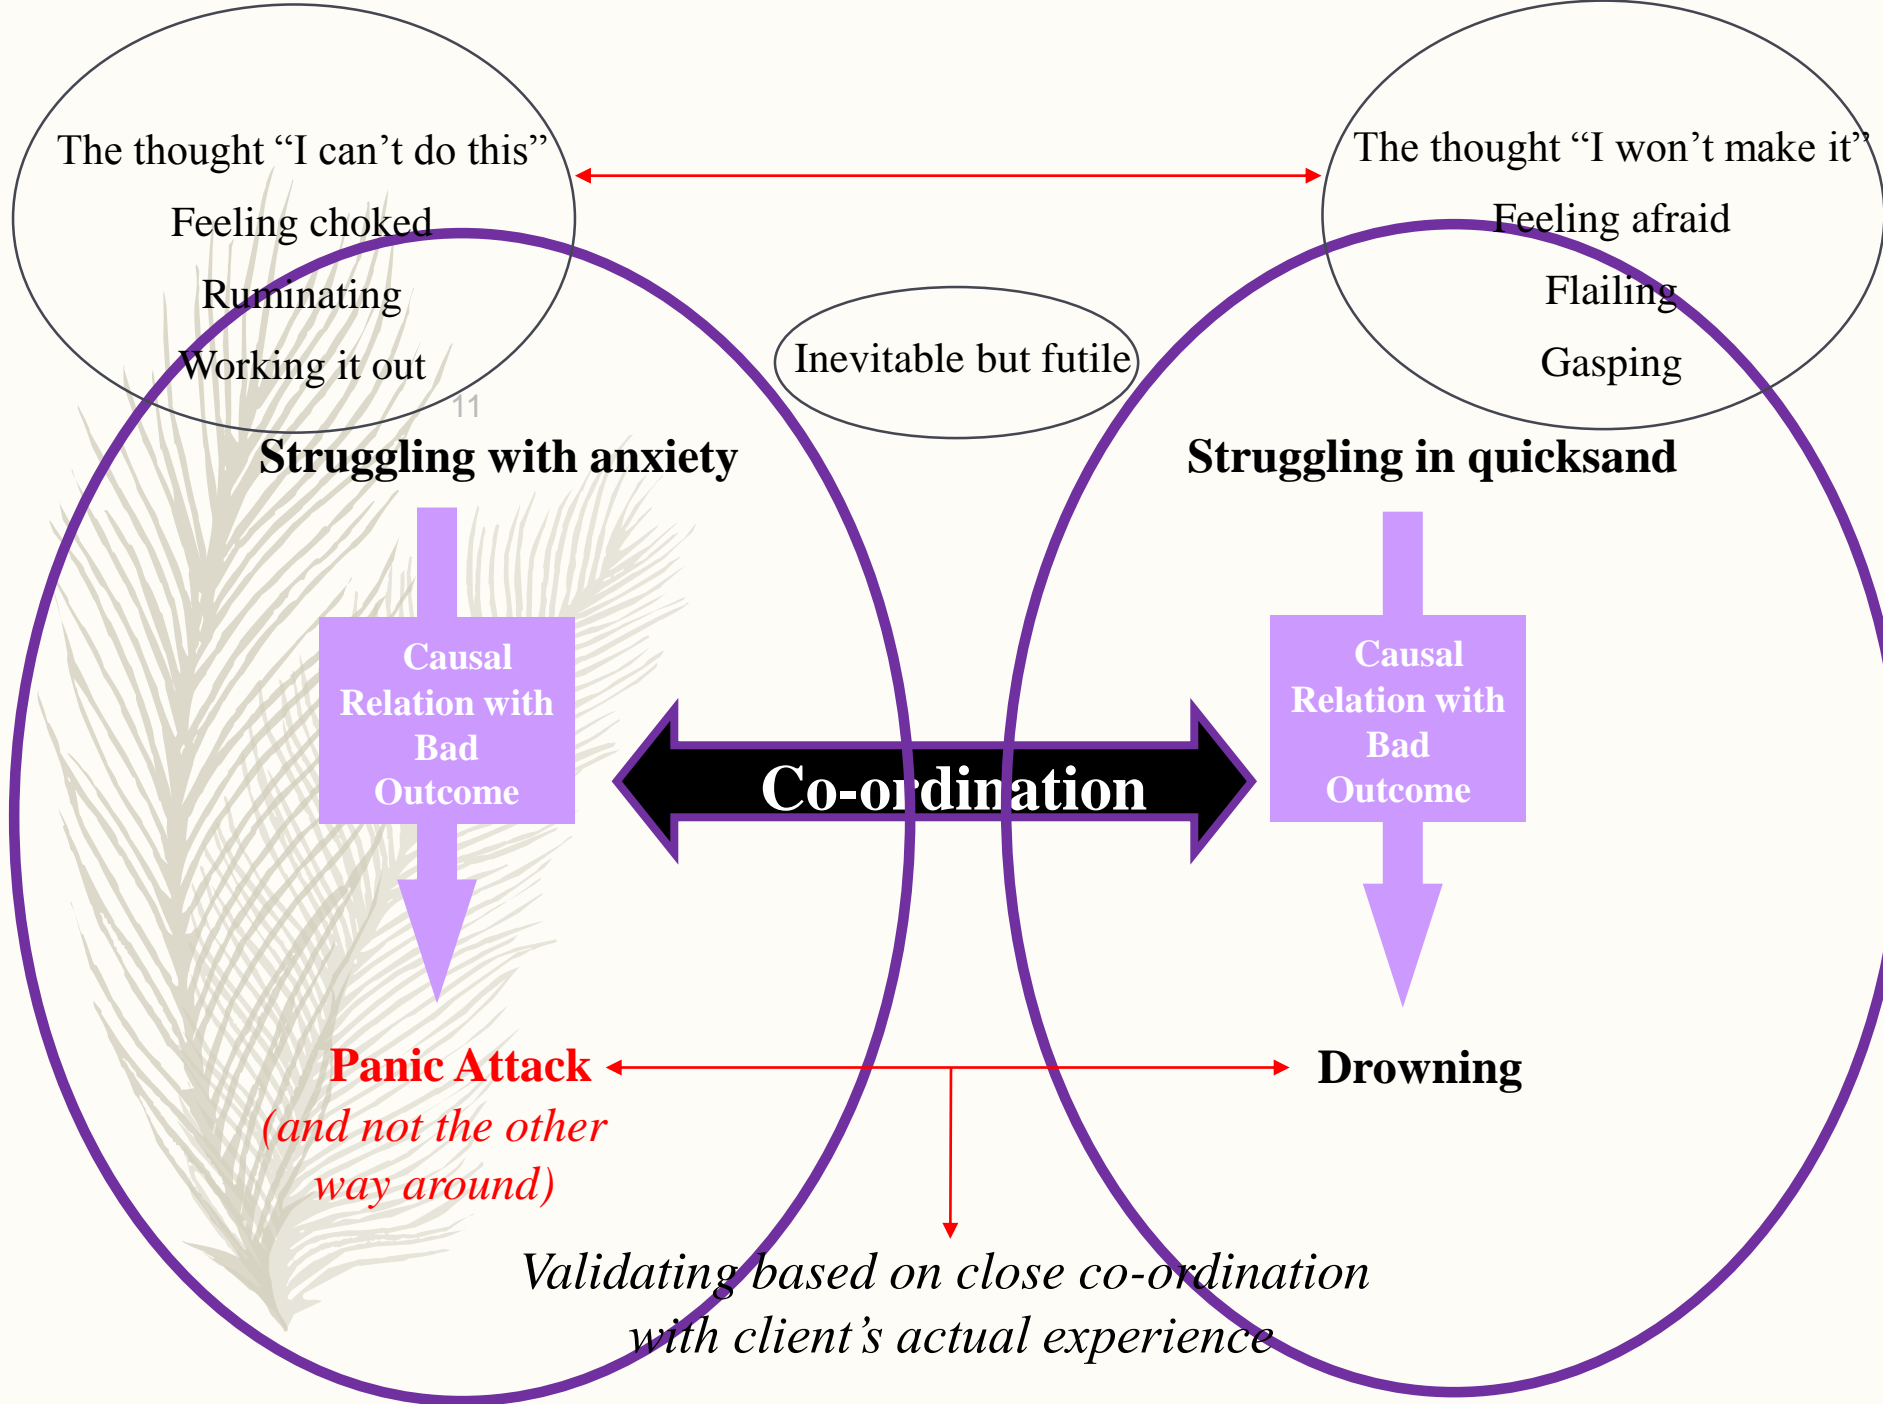 The thought “I can’t do this”
Feeling choked
Ruminating
Working it out
The thought “I won’t make it”
Feeling afraid
Flailing
Gasping
Inevitable but futile
11
Struggling with anxiety
Struggling in quicksand
Causal
Relation with
Bad
Outcome
Causal
Relation with
Bad
Outcome
Co-ordination
Panic Attack
(and not the other
way around)
Drowning
Validating based on close co-ordination
with client’s actual experience